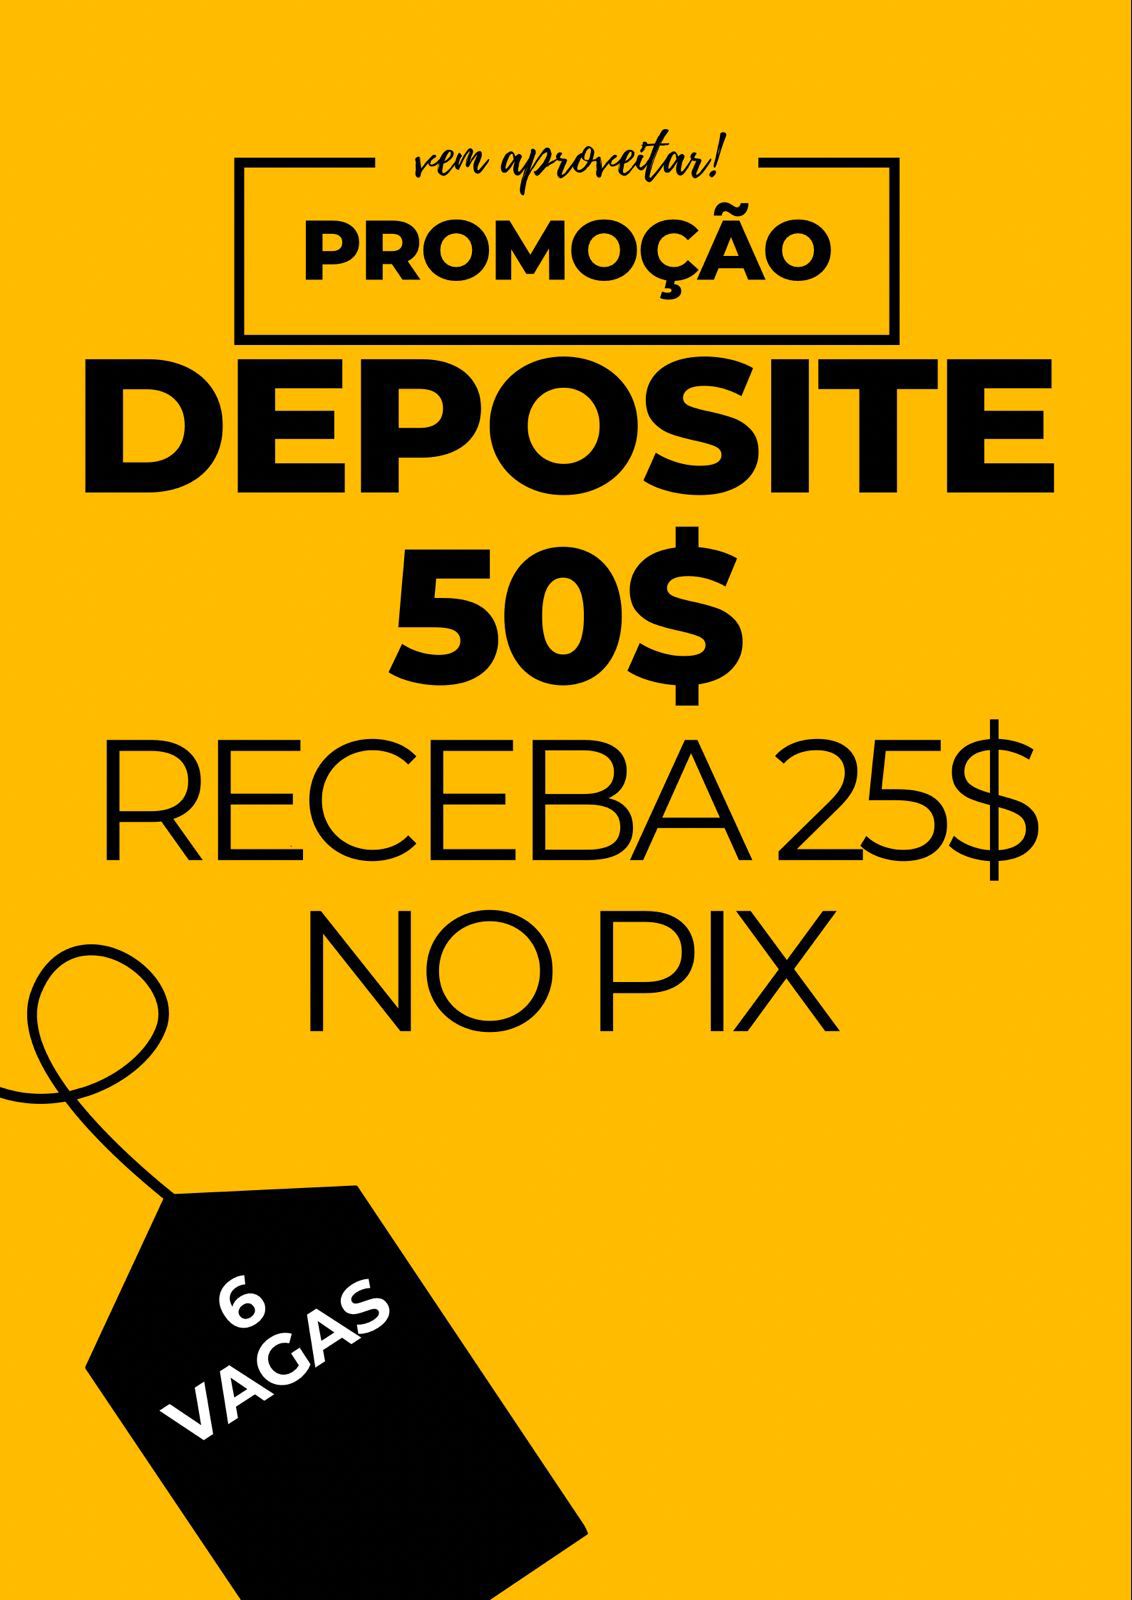 vem aproveitar!
PROMOÇÃO
DEPOSITE
50$
RECEBA 25$
NO PIX
6
VAGAS